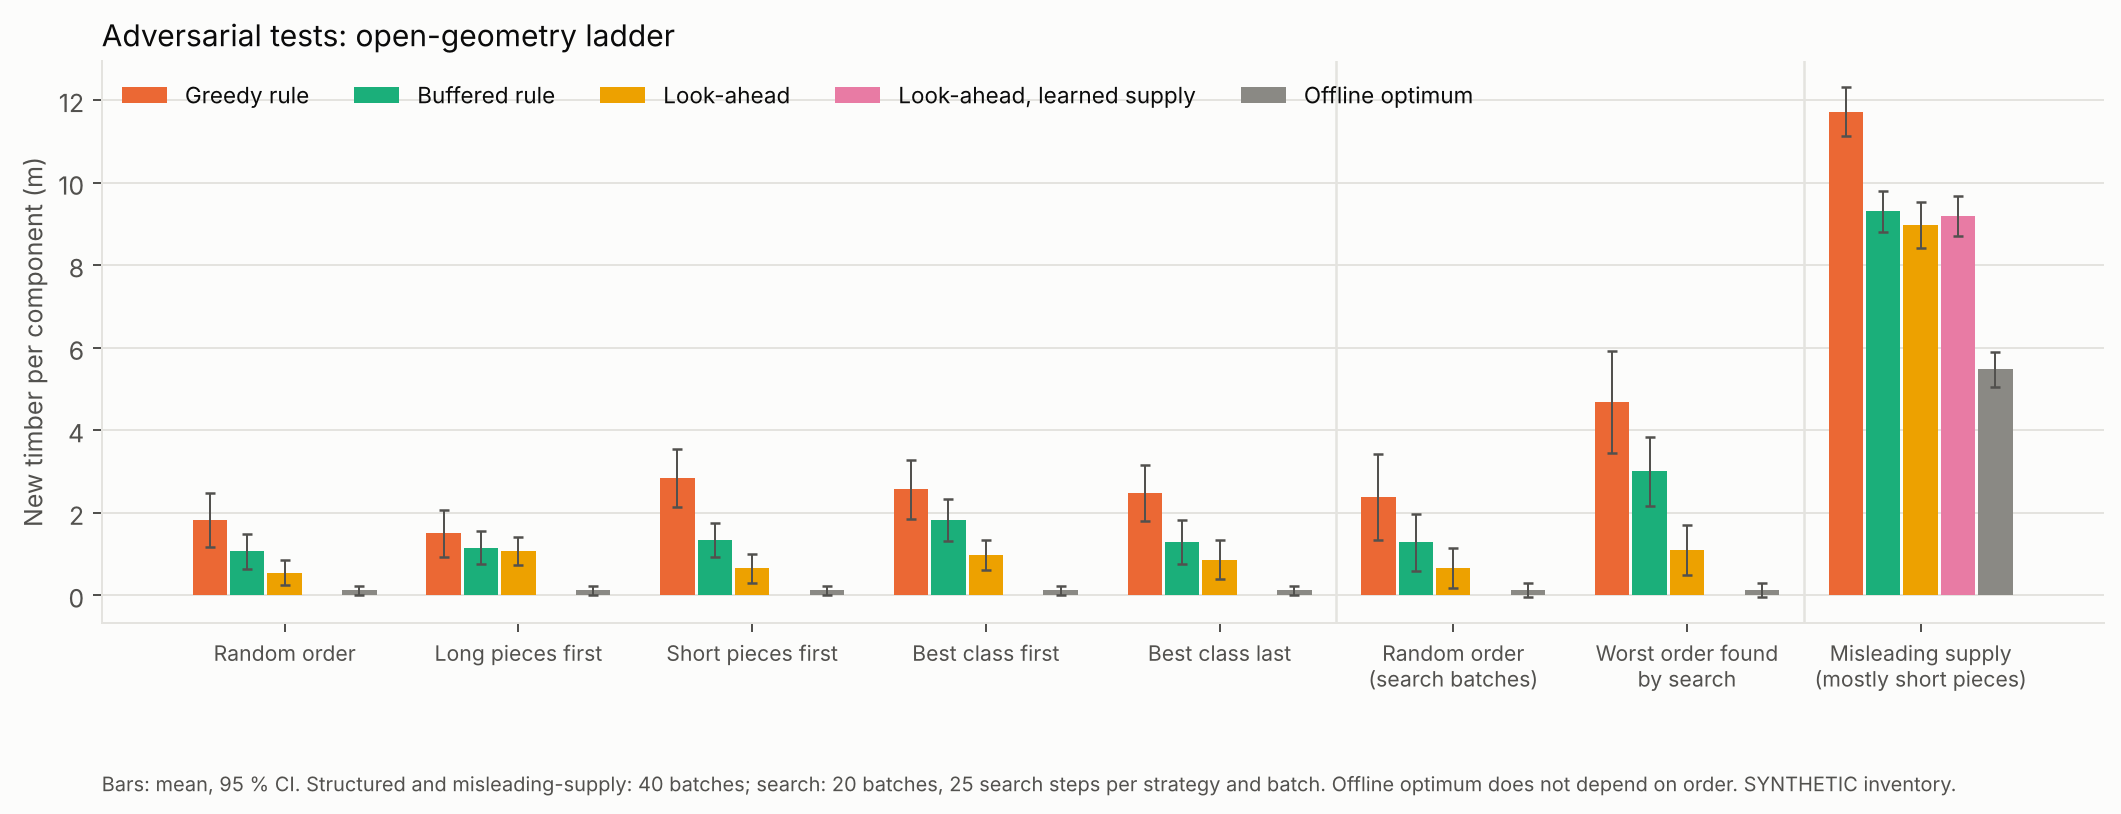 Adversarial tests: open-geometry ladder
Greedy rule
Buffered rule
Look-ahead
Look-ahead, learned supply
Offline optimum
New timber per component (m)
12
10
8
6
4
2
0
Random order
Long pieces first
Short pieces first
Best class first
Best class last
Random order
(search batches)
Worst order found
by search
Misleading supply
(mostly short pieces)
Bars: mean, 95 % CI. Structured and misleading-supply: 40 batches; search: 20 batches, 25 search steps per strategy and batch. Offline optimum does not depend on order. SYNTHETIC inventory.